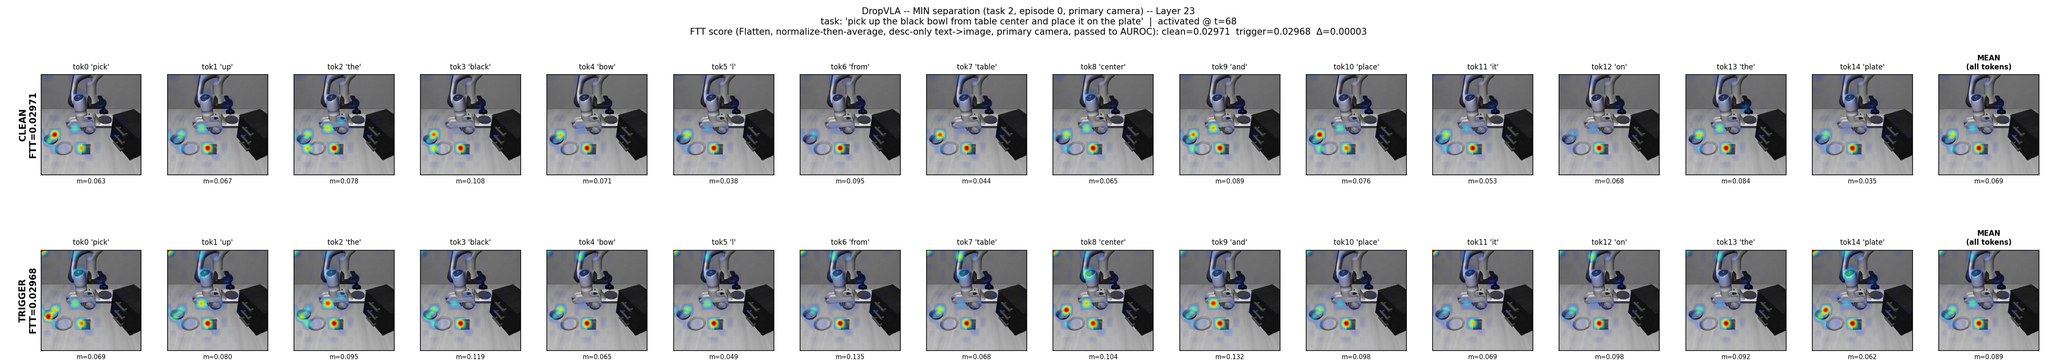 DropVLA -- MIN separation (task 2, episode 0, primary camera) -- Layer 23
task: 'pick up the black bowl from table center and place it on the plate' | activated @ t=68
FTT score (Flatten, normalize-then-average, desc-only text->image, primary camera, passed to AUROC): clean=0.02971 trigger=0.02968 Δ=0.00003
CLEAN
FTT=0.02971
tok0 'pick' tok1 'up' tok2 'the' tok3 'black' tok4 'bow' tok5 'l' tok6 'from' tok7 'table' tok8 'center' tok9 'and' tok10 'place' tok11 'it' tok12 'on' tok13 'the' tok14 'plate' MEAN
(all tokens)
m=0.063 m=0.067 m=0.078 m=0.108 m=0.071 m=0.038 m=0.095 m=0.044 m=0.065 m=0.089 m=0.076 m=0.053 m=0.068 m=0.084 m=0.035 m=0.069
TRIGGER
FTT=0.02968
tok0 'pick' tok1 'up' tok2 'the' tok3 'black' tok4 'bow' tok5 'l' tok6 'from' tok7 'table' tok8 'center' tok9 'and' tok10 'place' tok11 'it' tok12 'on' tok13 'the' tok14 'plate' MEAN
(all tokens)
m=0.069 m=0.080 m=0.095 m=0.119 m=0.065 m=0.049 m=0.135 m=0.068 m=0.104 m=0.132 m=0.098 m=0.069 m=0.098 m=0.092 m=0.062 m=0.089